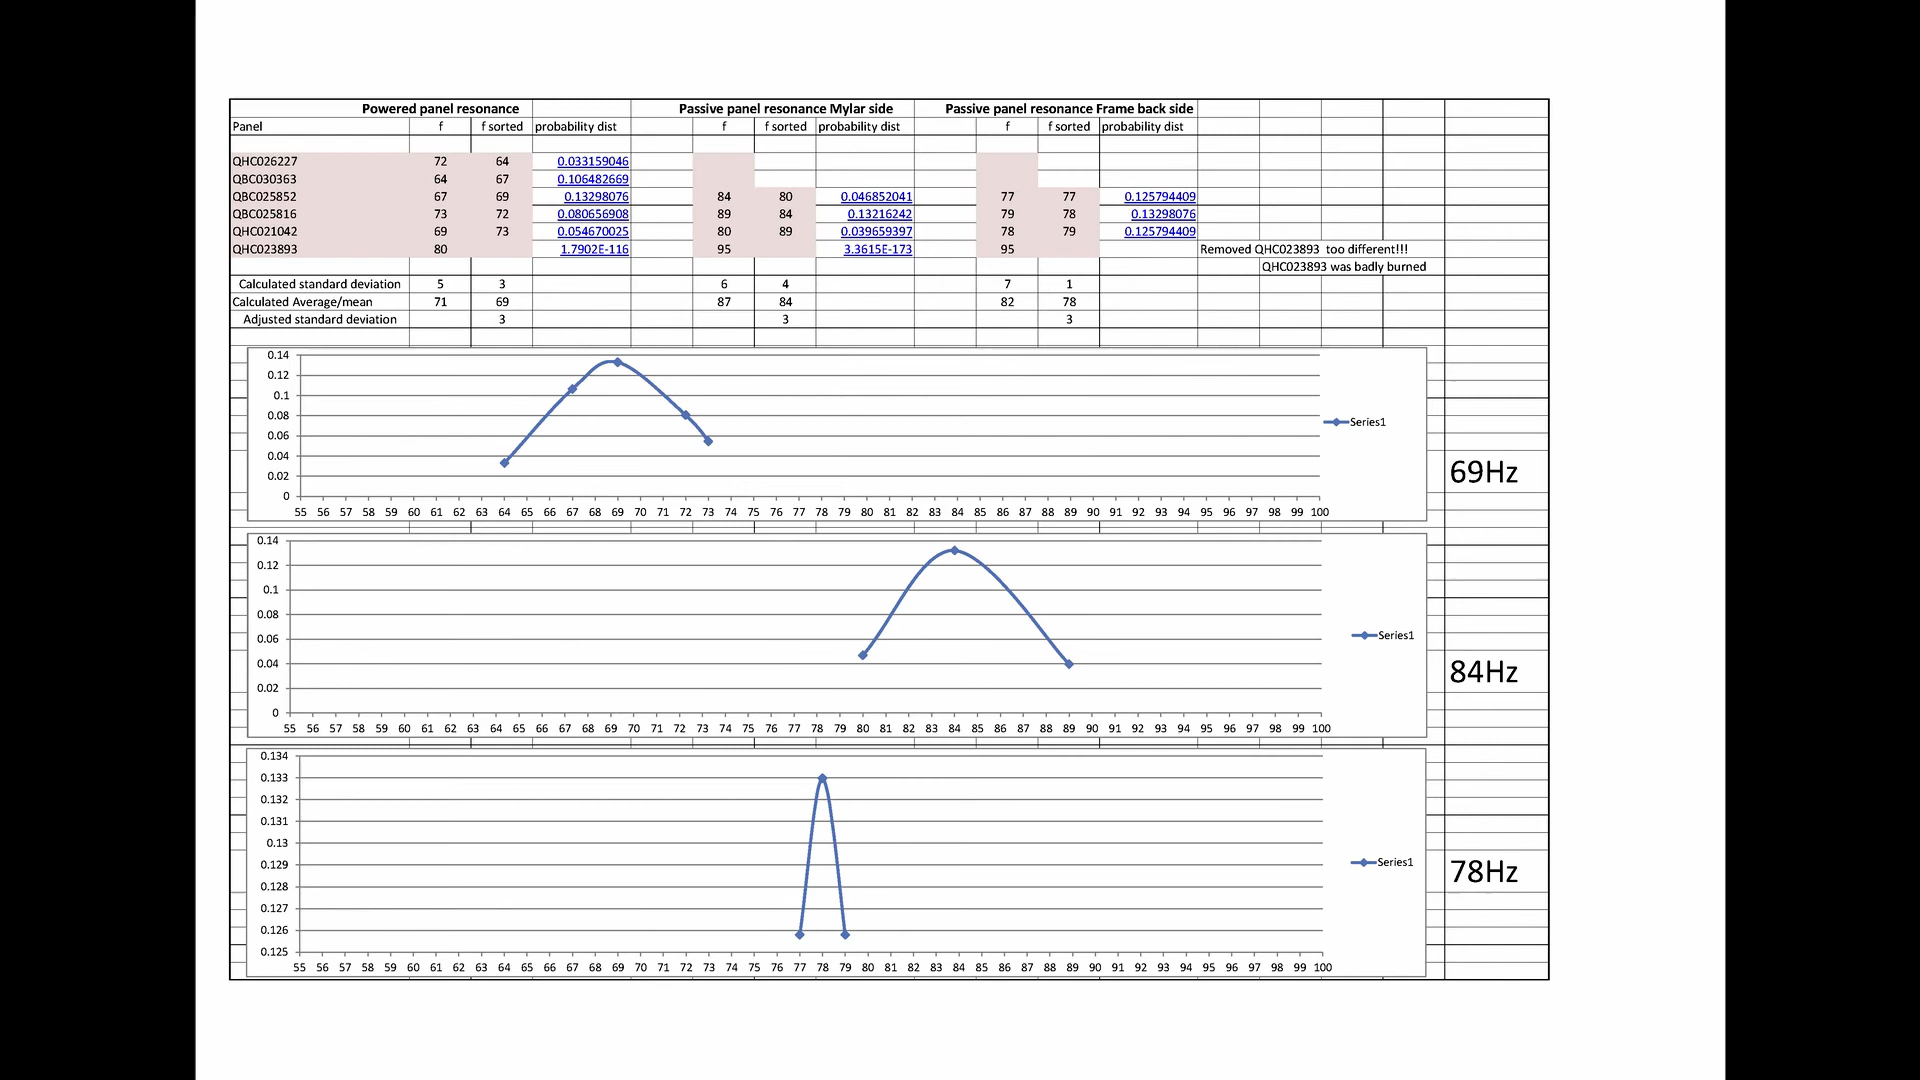 Powered panel resonance Passive panel resonance Mylar side Passive panel resonance Frame back side
Panel f f sorted probability dist f f sorted probability dist f f sorted probability dist
QHC026227 72 64 0.033159046
QBC030363 64 67 0.106482669
QBC025852 67 69 0.13298076 84 80 0.046852041 77 77 0.125794409
QBC025816 73 72 0.080656908 89 84 0.13216242 79 78 0.13298076
QHC021042 69 73 0.054670025 80 89 0.039659397 78 79 0.125794409
QHC023893 80 1.7902E-116 95 3.3615E-173 95 Removed QHC023893 too different!!!
QHC023893 was badly burned
Calculated standard deviation 5 3 6 4 7 1
Calculated Average/mean 71 69 87 84 82 78
Adjusted standard deviation 3 3 3
0.14
0.12
0.1
0.08
0.06
0.04
0.02
0
55 56 57 58 59 60 61 62 63 64 65 66 67 68 69 70 71 72 73 74 75 76 77 78 79 80 81 82 83 84 85 86 87 88 89 90 91 92 93 94 95 96 97 98 99 100
Series1
69Hz
0.14
0.12
0.1
0.08
0.06
0.04
0.02
0
55 56 57 58 59 60 61 62 63 64 65 66 67 68 69 70 71 72 73 74 75 76 77 78 79 80 81 82 83 84 85 86 87 88 89 90 91 92 93 94 95 96 97 98 99 100
Series1
84Hz
0.134
0.133
0.132
0.131
0.13
0.129
0.128
0.127
0.126
0.125
55 56 57 58 59 60 61 62 63 64 65 66 67 68 69 70 71 72 73 74 75 76 77 78 79 80 81 82 83 84 85 86 87 88 89 90 91 92 93 94 95 96 97 98 99 100
Series1
78Hz